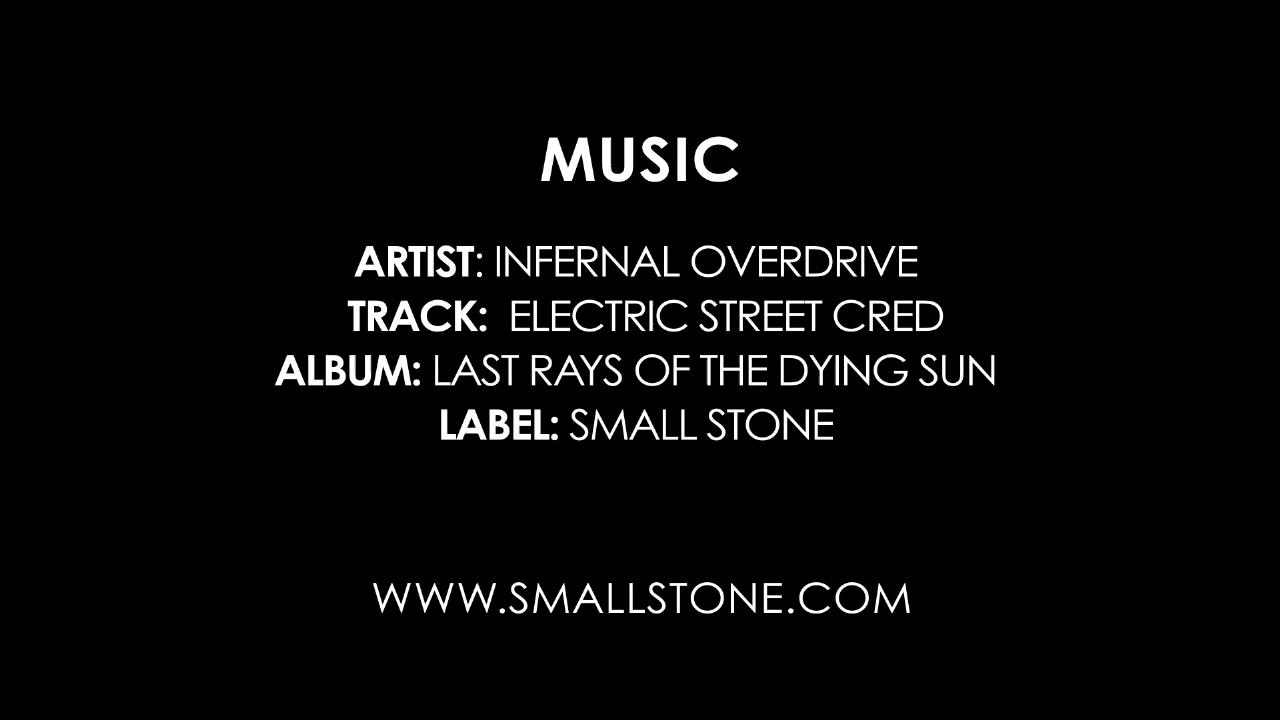 MUSIC
ARTIST: INFERNAL OVERDRIVE
TRACK: ELECTRIC STREET CRED
ALBUM: LAST RAYS OF THE DYING SUN
LABEL: SMALL STONE
WWW.SMALLSTONE.COM